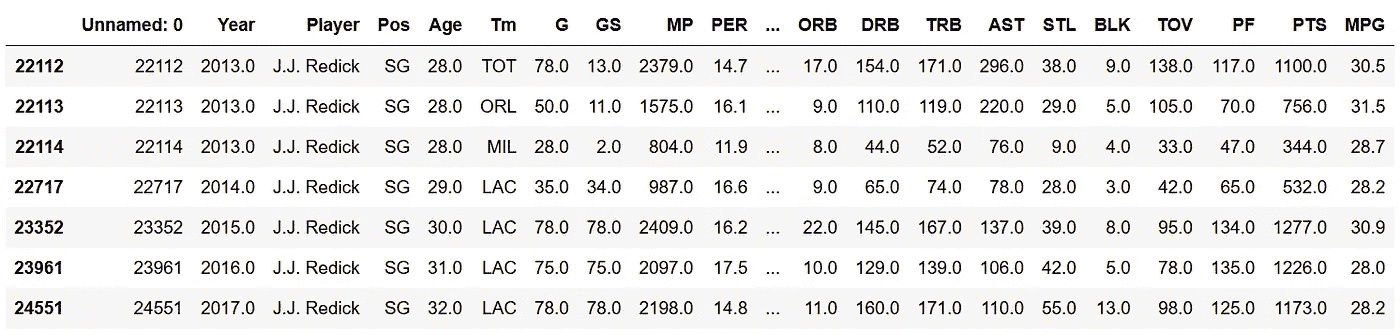 Unnamed: 0 Year Player Pos Age Tm G GS MP PER ... ORB DRB TRB AST STL BLK TOV PF PTS MPG
22112 22112 2013.0 J.J. Redick SG 28.0 TOT 78.0 13.0 2379.0 14.7 ... 17.0 154.0 171.0 296.0 38.0 9.0 138.0 117.0 1100.0 30.5
22113 22113 2013.0 J.J. Redick SG 28.0 ORL 50.0 11.0 1575.0 16.1 ... 9.0 110.0 119.0 220.0 29.0 5.0 105.0 70.0 756.0 31.5
22114 22114 2013.0 J.J. Redick SG 28.0 MIL 28.0 2.0 804.0 11.9 ... 8.0 44.0 52.0 76.0 9.0 4.0 33.0 47.0 344.0 28.7
22717 22717 2014.0 J.J. Redick SG 29.0 LAC 35.0 34.0 987.0 16.6 ... 9.0 65.0 74.0 78.0 28.0 3.0 42.0 65.0 532.0 28.2
23352 23352 2015.0 J.J. Redick SG 30.0 LAC 78.0 78.0 2409.0 16.2 ... 22.0 145.0 167.0 137.0 39.0 8.0 95.0 134.0 1277.0 30.9
23961 23961 2016.0 J.J. Redick SG 31.0 LAC 75.0 75.0 2097.0 17.5 ... 10.0 129.0 139.0 106.0 42.0 5.0 78.0 135.0 1226.0 28.0
24551 24551 2017.0 J.J. Redick SG 32.0 LAC 78.0 78.0 2198.0 14.8 ... 11.0 160.0 171.0 110.0 55.0 13.0 98.0 125.0 1173.0 28.2